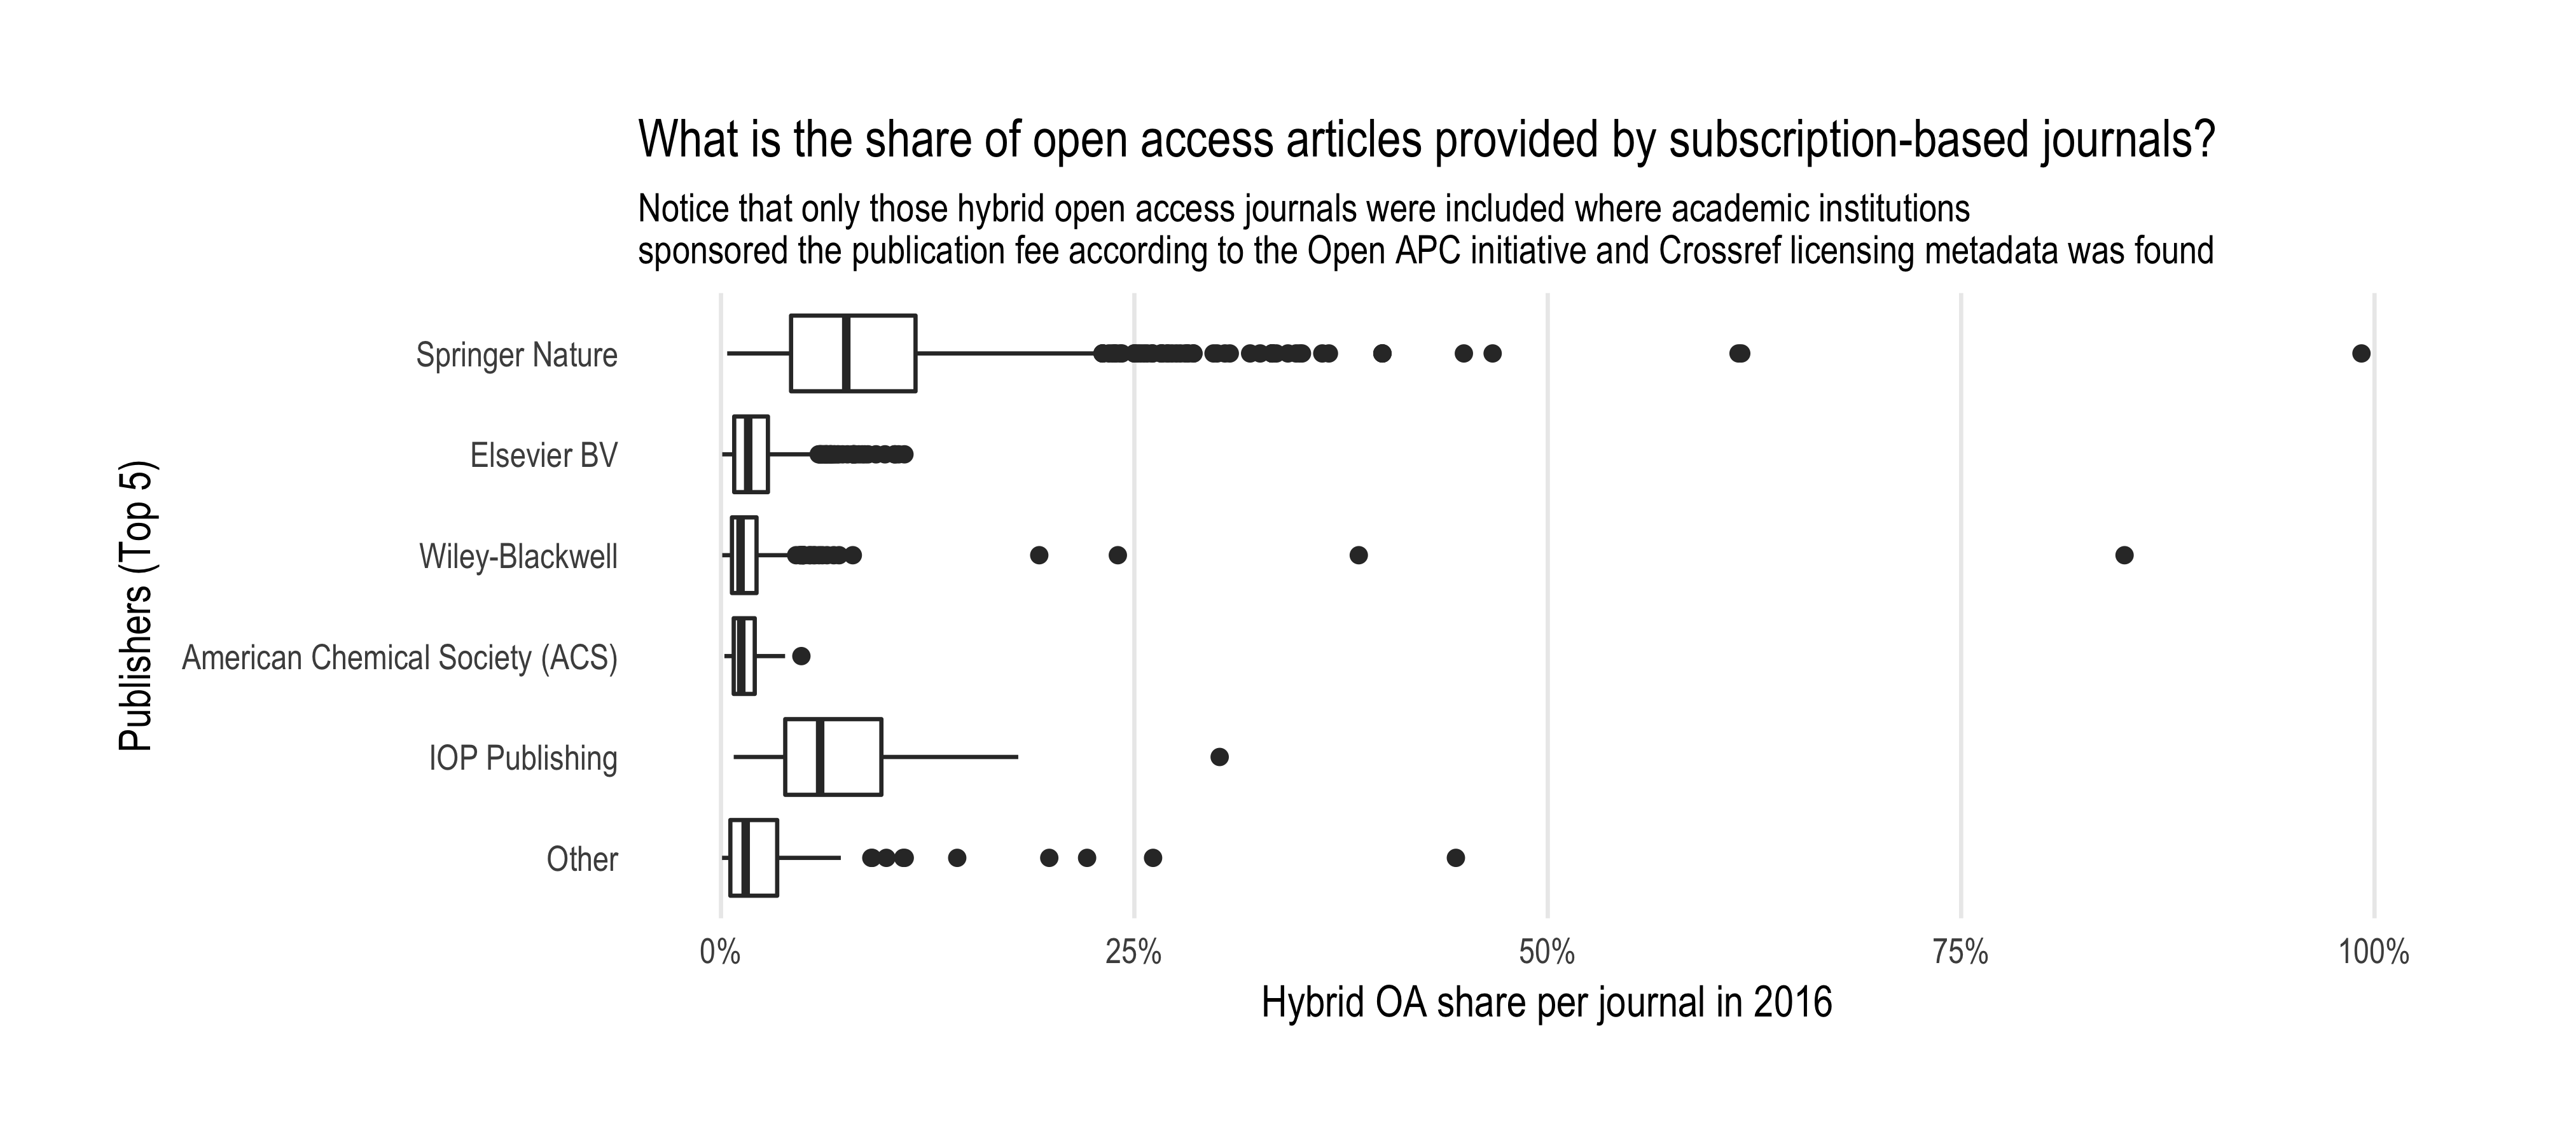 What is the share of open access articles provided by subscription-based journals?
Notice that only those hybrid open access journals were included where academic institutions
sponsored the publication fee according to the Open APC initiative and Crossref licensing metadata was found
Publishers (Top 5)
Springer Nature
Elsevier BV
Wiley-Blackwell
American Chemical Society (ACS)
IOP Publishing
Other
0% 25% 50% 75% 100%
Hybrid OA share per journal in 2016